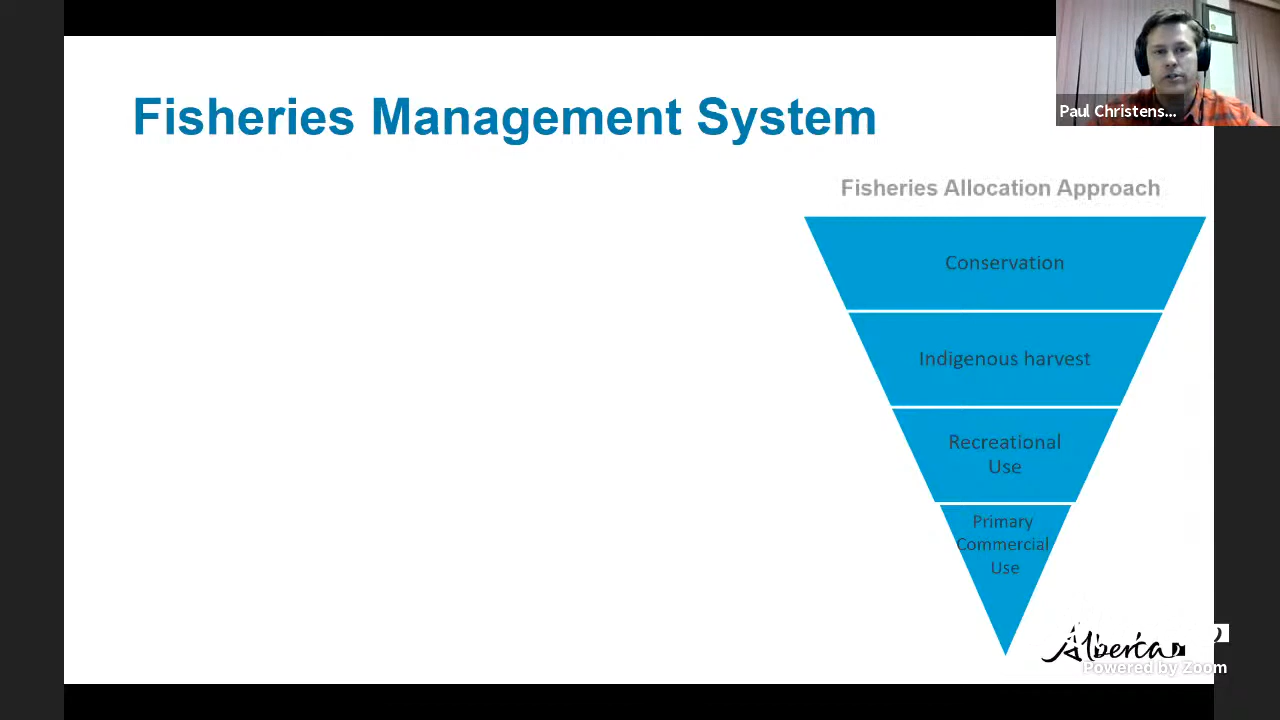 Fisheries Management System
Paul Christens...
Fisheries Allocation Approach
Conservation
Indigenous harvest
Recreational
Use
Primary
Commercial
Use
Alberta
Powered by Zoom